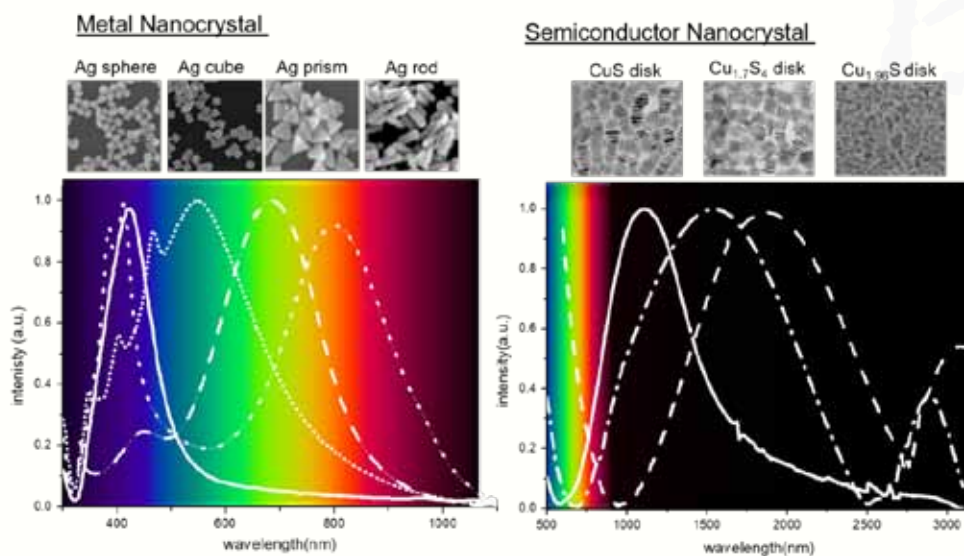 Metal Nanocrystal
Ag sphere Ag cube Ag prism Ag rod
1.0
0.8
0.6
0.4
0.2
0.0
intenisty (a.u.)
400 600 800 1000
wavelength(nm)
Semiconductor Nanocrystal
CuS disk Cu₁.₇S₄ disk Cu₁.₉₆S disk
1.0
0.8
0.6
0.4
0.2
0.0
intensity(a.u.)
500 1000 1500 2000 2500 3000
wavelength(nm)